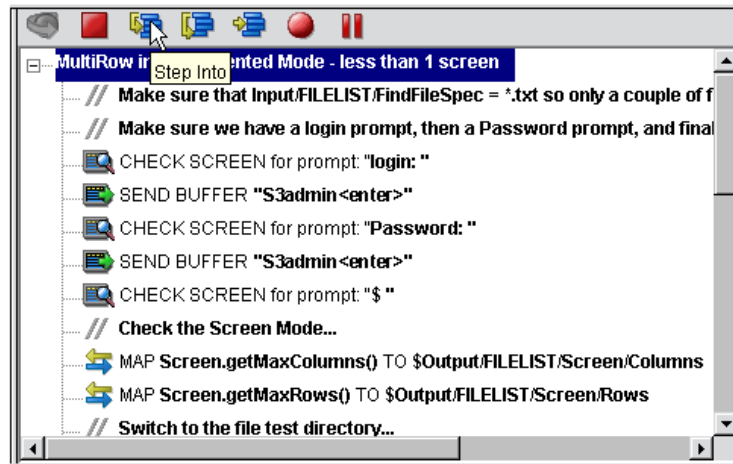 MultiRow in ented Mode - less than 1 screen
Step Into
// Make sure that Input/FILELIST/FindFileSpec = *.txt so only a couple of f
// Make sure we have a login prompt, then a Password prompt, and final
CHECK SCREEN for prompt: "login: "
SEND BUFFER "S3admin<enter>"
CHECK SCREEN for prompt: "Password: "
SEND BUFFER "S3admin<enter>"
CHECK SCREEN for prompt: "$ "
// Check the Screen Mode...
MAP Screen.getMaxColumns() TO $Output/FILELIST/Screen/Columns
MAP Screen.getMaxRows() TO $Output/FILELIST/Screen/Rows
// Switch to the file test directory...